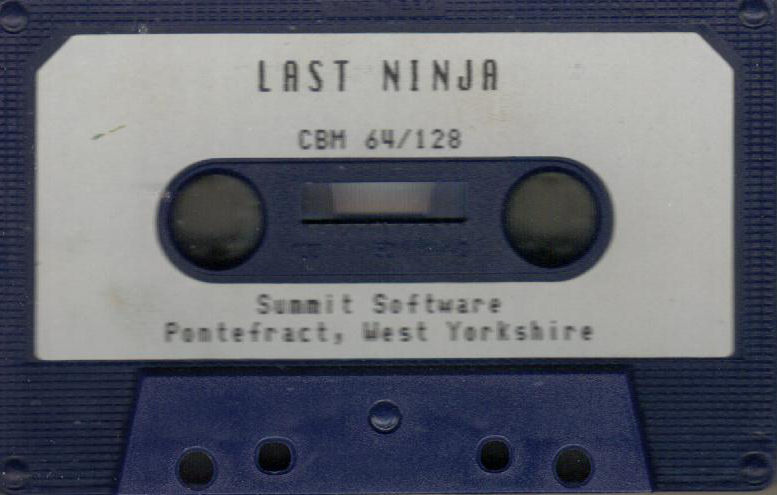 LAST NINJA
CBM 64/128
Summit Software
Pontefract, West Yorkshire